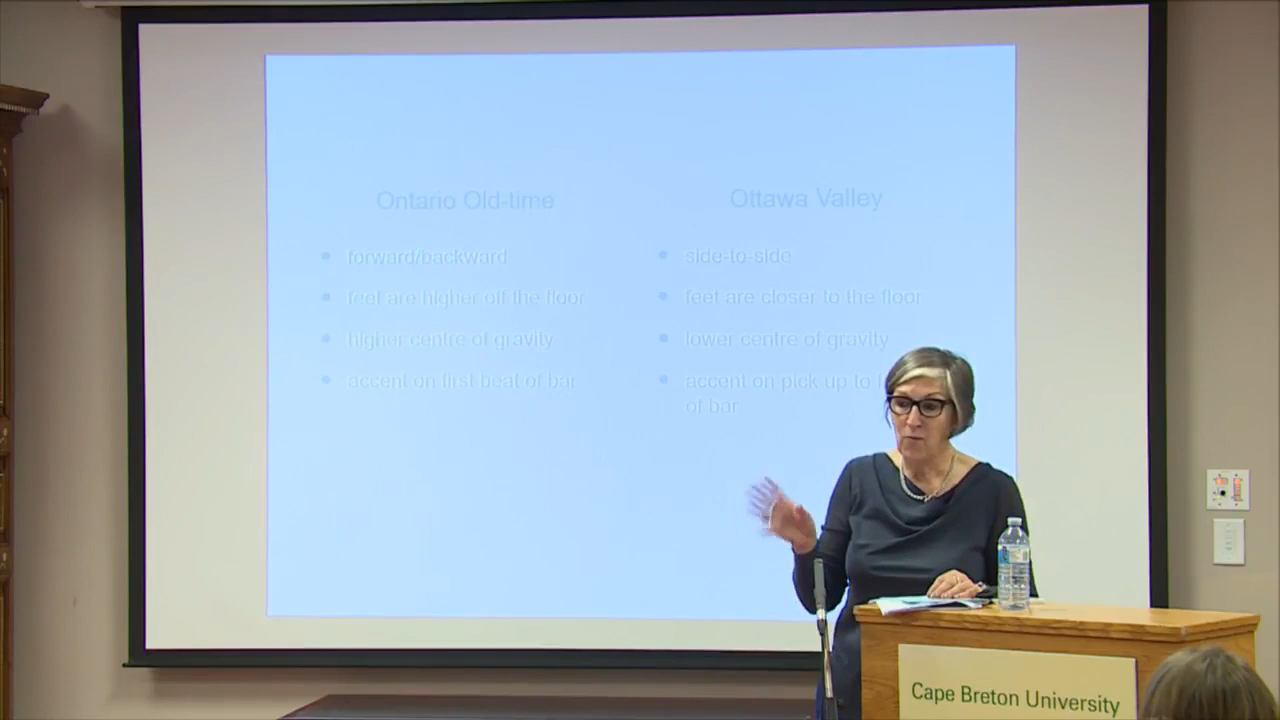 Ontario Old-time
forward/backward
feet are higher off the floor
higher centre of gravity
accent on first beat of bar
Ottawa Valley
side-to-side
feet are closer to the floor
lower centre of gravity
accent on pick up to
of bar
Cape Breton University